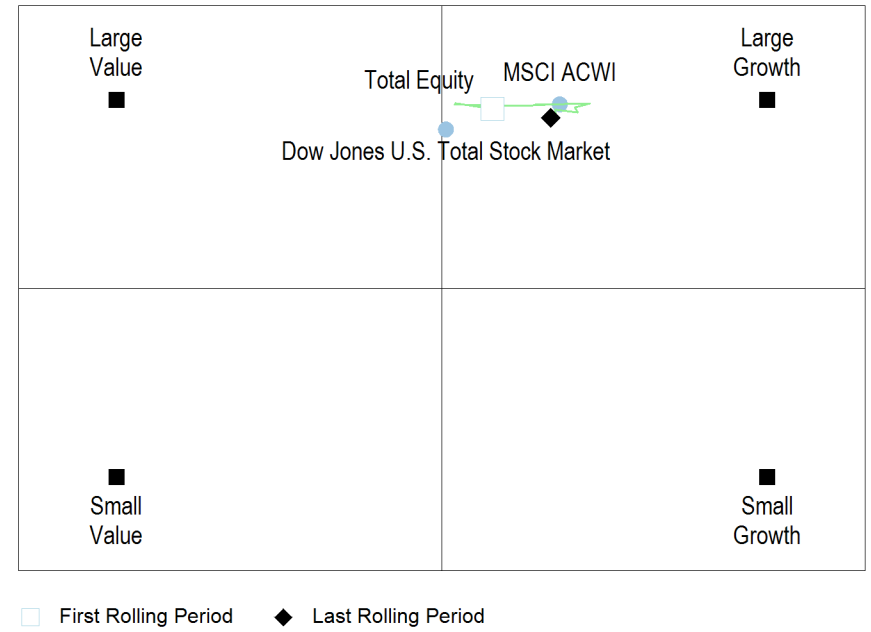 Large
Value
Large
Growth
Total Equity
MSCI ACWI
Dow Jones U.S. Total Stock Market
Small
Value
Small
Growth
First Rolling Period
Last Rolling Period